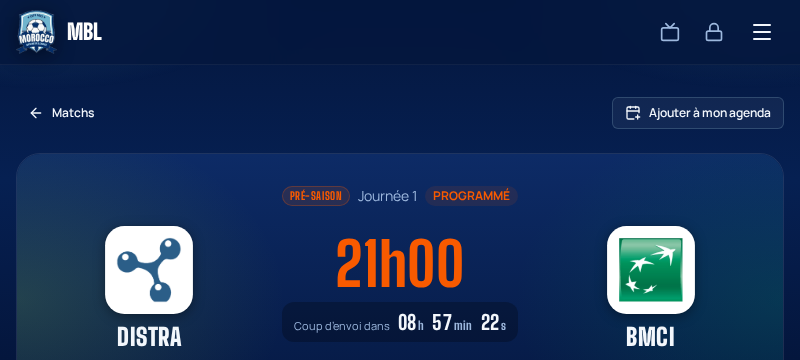 MOROCCO
MBL
Matchs
Ajouter à mon agenda
PRÉ-SAISON Journée 1 PROGRAMMÉ
21h00
Coup d'envoi dans 08h 57min 22s
DISTRA
BMCI